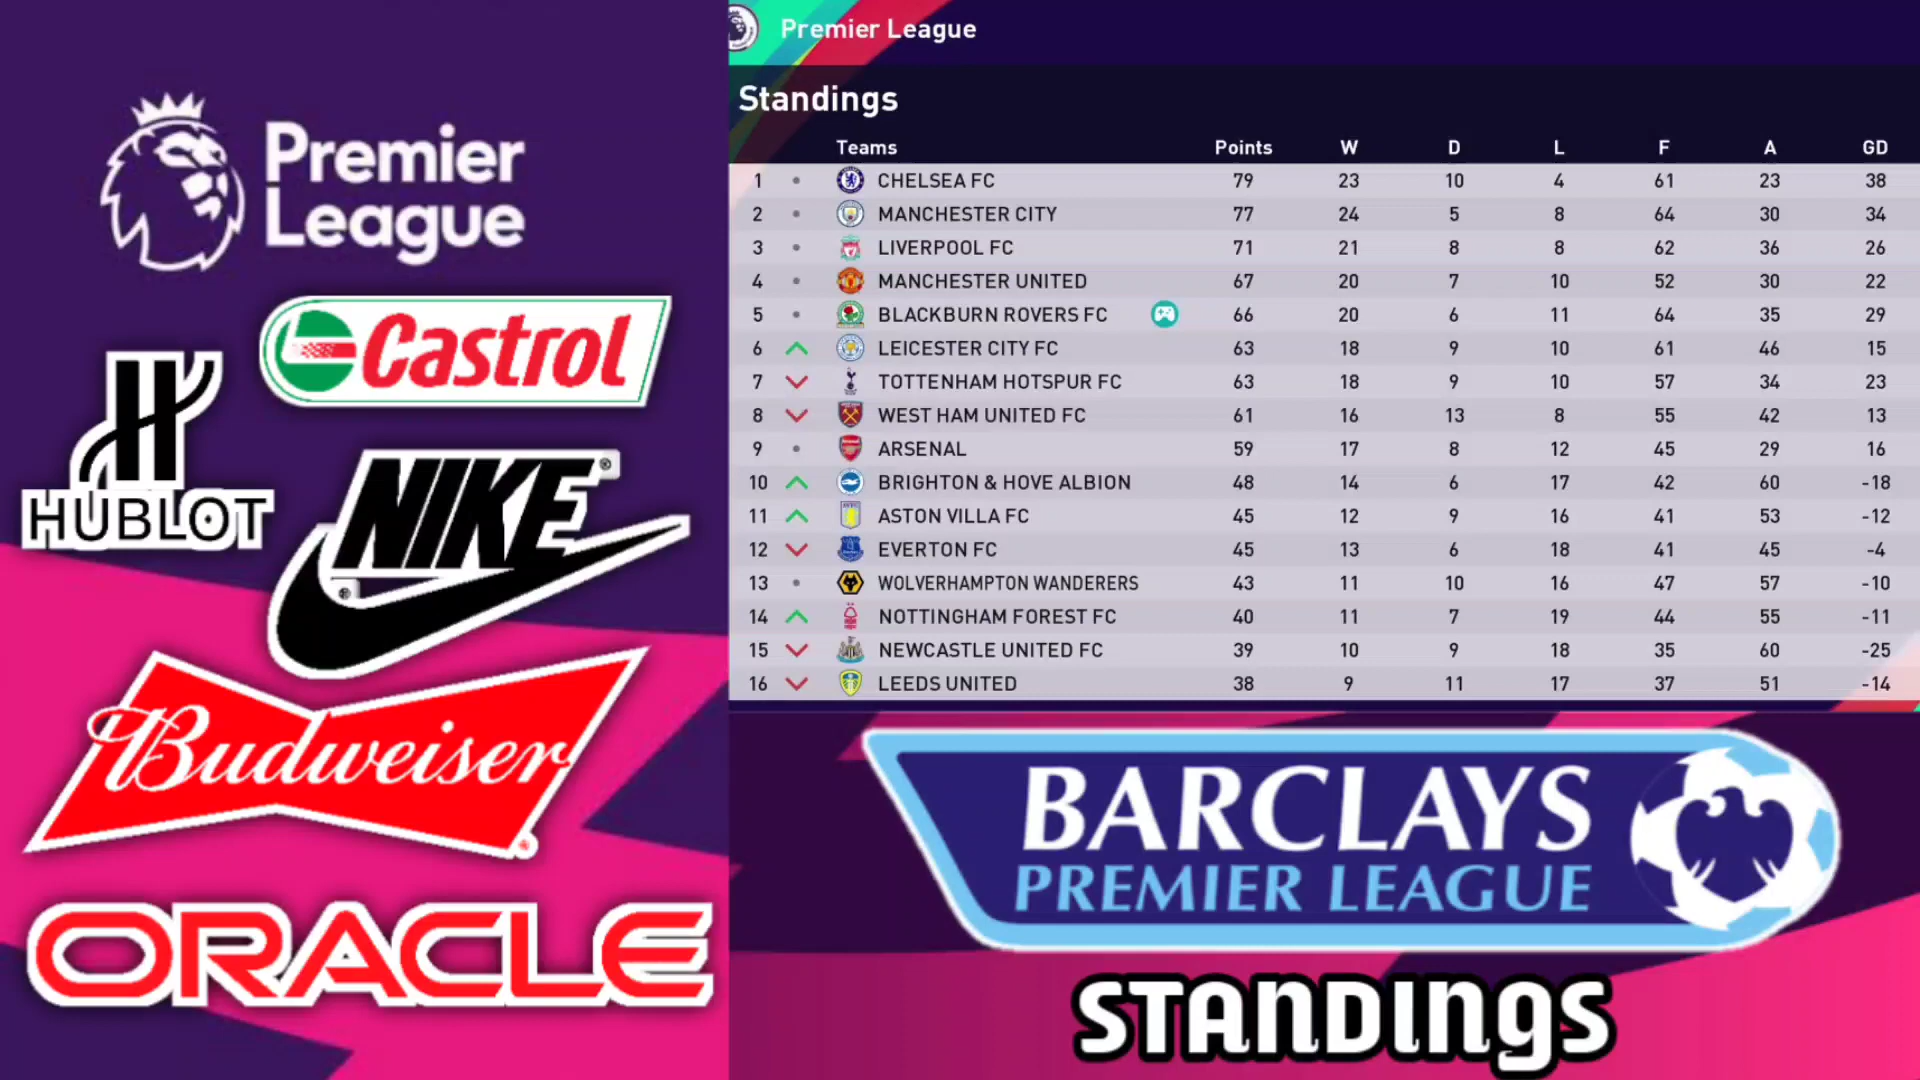 Premier League
Premier
League
Castrol
HUBLOT
NIKE
Budweiser
ORACLE
Standings
Teams Points W D L F A GD
1 CHELSEA FC 79 23 10 4 61 23 38
2 MANCHESTER CITY 77 24 5 8 64 30 34
3 LIVERPOOL FC 71 21 8 8 62 36 26
4 MANCHESTER UNITED 67 20 7 10 52 30 22
5 BLACKBURN ROVERS FC 66 20 6 11 64 35 29
6 LEICESTER CITY FC 63 18 9 10 61 46 15
7 TOTTENHAM HOTSPUR FC 63 18 9 10 57 34 23
8 WEST HAM UNITED FC 61 16 13 8 55 42 13
9 ARSENAL 59 17 8 12 45 29 16
10 BRIGHTON & HOVE ALBION 48 14 6 17 42 60 -18
11 ASTON VILLA FC 45 12 9 16 41 53 -12
12 EVERTON FC 45 13 6 18 41 45 -4
13 WOLVERHAMPTON WANDERERS 43 11 10 16 47 57 -10
14 NOTTINGHAM FOREST FC 40 11 7 19 44 55 -11
15 NEWCASTLE UNITED FC 39 10 9 18 35 60 -25
16 LEEDS UNITED 38 9 11 17 37 51 -14
BARCLAYS
PREMIER LEAGUE
STANDINGS